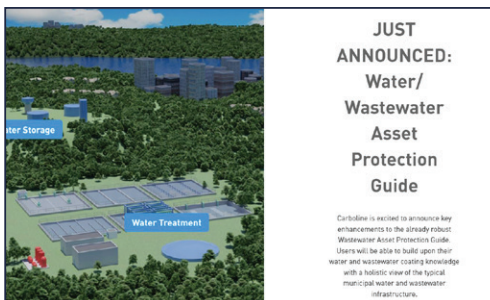 ater Storage
Water Treatment
JUST
ANNOUNCED:
Water/
Wastewater
Asset
Protection
Guide
Carboline is excited to announce key
enhancements to the already robust
Wastewater Asset Protection Guide.
Users will be able to build upon their
water and wastewater coating knowledge
with a holistic view of the typical
municipal water and wastewater
infrastructure.